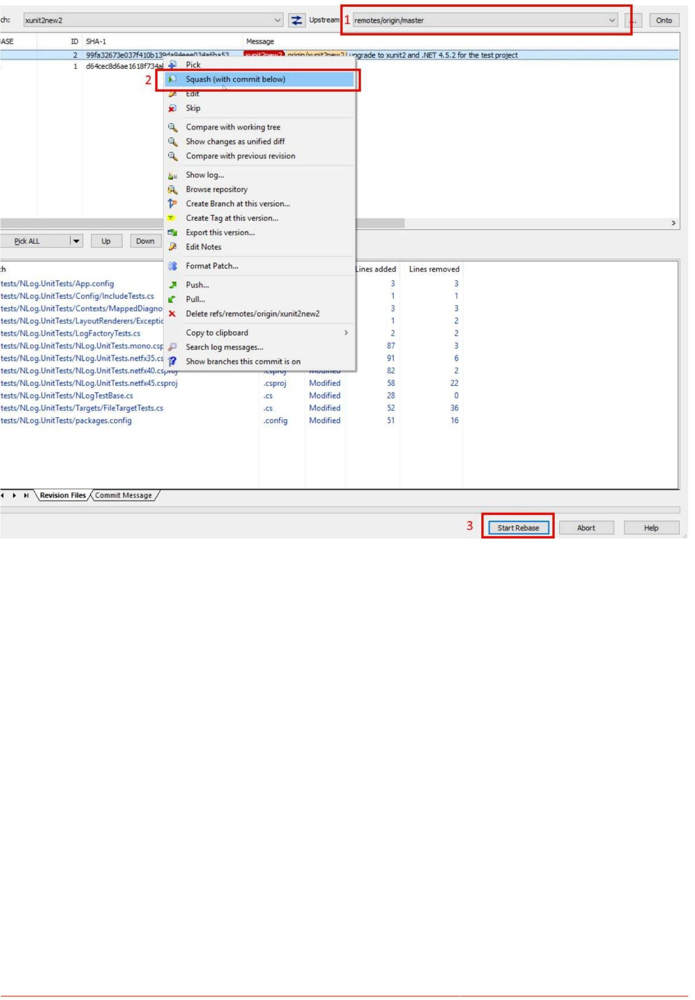 ch: xunit2new2 Upstream 1 remotes/origin/master ... Onto
ASE ID SHA-1 Message
2 99fa32673e037f410b139da94eee034a6ba53 xunit2new2 origin/xunit2new2 upgrade to xunit2 and .NET 4.5.2 for the test project
1 d64cec8d6ae1618f734a
Pick
2 Squash (with commit below)
Edit
Skip
Compare with working tree
Show changes as unified diff
Compare with previous revision
Show log...
Browse repository
Create Branch at this version...
Create Tag at this version...
Export this version...
Edit Notes
Format Patch...
Push...
Pull...
Delete refs/remotes/origin/xunit2new2
Copy to clipboard
Search log messages...
Show branches this commit is on
Pick ALL Up Down
th Lines added Lines removed
tests/NLog.UnitTests/App.config 3 3
tests/NLog.UnitTests/Config/IncludeTests.cs 1 1
tests/NLog.UnitTests/Contexts/MappedDiagno 3 3
tests/NLog.UnitTests/LayoutRenderers/Exceptio 1 2
tests/NLog.UnitTests/LogFactoryTests.cs 2 2
tests/NLog.UnitTests/NLog.UnitTests.mono.csp 87 3
tests/NLog.UnitTests/NLog.UnitTests.netfx35.cs 91 6
tests/NLog.UnitTests/NLog.UnitTests.netfx40.csproj .csproj Modified 82 2
tests/NLog.UnitTests/NLog.UnitTests.netfx45.csproj .csproj Modified 58 22
tests/NLog.UnitTests/NLogTestBase.cs .cs Modified 28 0
tests/NLog.UnitTests/Targets/FileTargetTests.cs .cs Modified 52 36
tests/NLog.UnitTests/packages.config .config Modified 51 16
Revision Files Commit Message
3 Start Rebase Abort Help